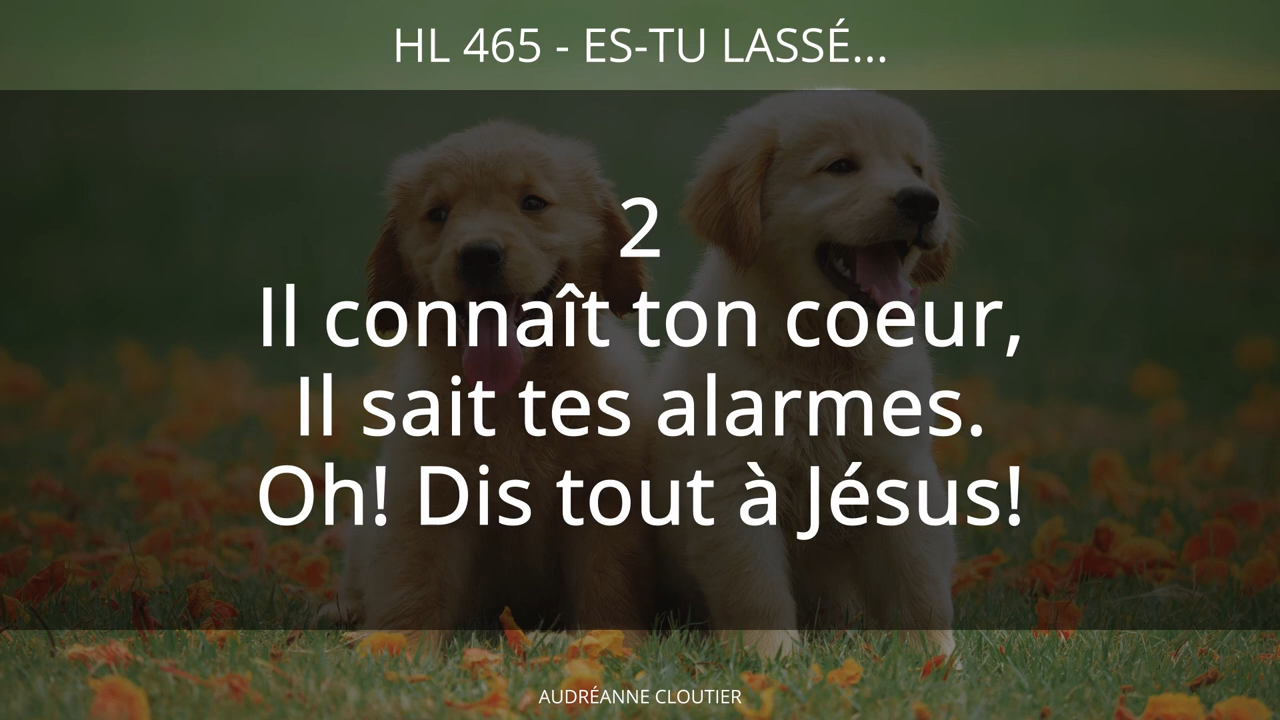 HL 465 - ES-TU LASSÉ...
2
Il connaît ton coeur,
Il sait tes alarmes.
Oh! Dis tout à Jésus!
AUDRÉANNE CLOUTIER